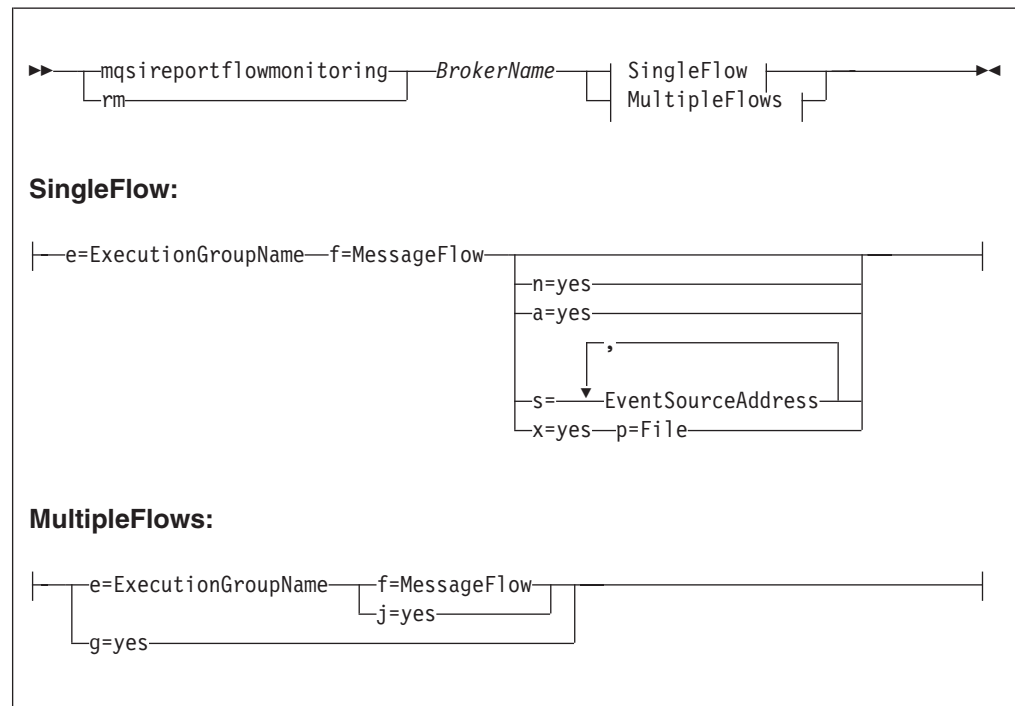 mqsireportflowmonitoring BrokerName SingleFlow
rm MultipleFlows
SingleFlow:
e=ExecutionGroupName f=MessageFlow
n=yes
a=yes
,
s= EventSourceAddress
x=yes p=File
MultipleFlows:
e=ExecutionGroupName f=MessageFlow
j=yes
g=yes